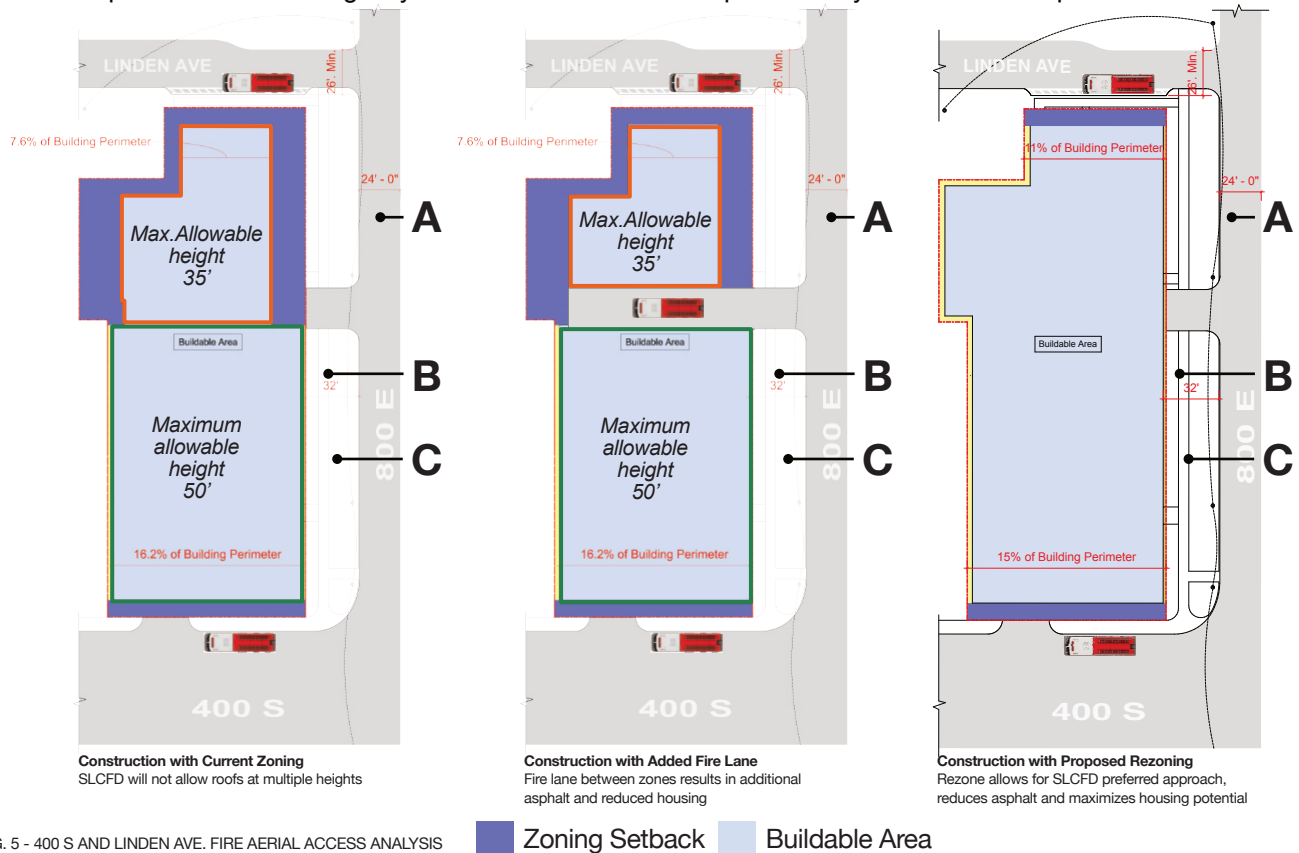 LINDEN AVE
26'. Min.
7.6% of Building Perimeter
24' - 0"
A
Max.Allowable
height
35'
Buildable Area
B
32'
Maximum
allowable
height
50'
C
800 E
16.2% of Building Perimeter
400 S
Construction with Current Zoning
SLCFD will not allow roofs at multiple heights
LINDEN AVE
26'. Min.
7.6% of Building Perimeter
24' - 0"
A
Max.Allowable
height
35'
Buildable Area
B
32'
Maximum
allowable
height
50'
C
800 E
16.2% of Building Perimeter
400 S
Construction with Added Fire Lane
Fire lane between zones results in additional
asphalt and reduced housing
LINDEN AVE
26'. Min.
11% of Building Perimeter
24' - 0"
A
Buildable Area
B
32'
C
800 E
15% of Building Perimeter
400 S
Construction with Proposed Rezoning
Rezone allows for SLCFD preferred approach,
reduces asphalt and maximizes housing potential
. 5 - 400 S AND LINDEN AVE. FIRE AERIAL ACCESS ANALYSIS
Zoning Setback
Buildable Area